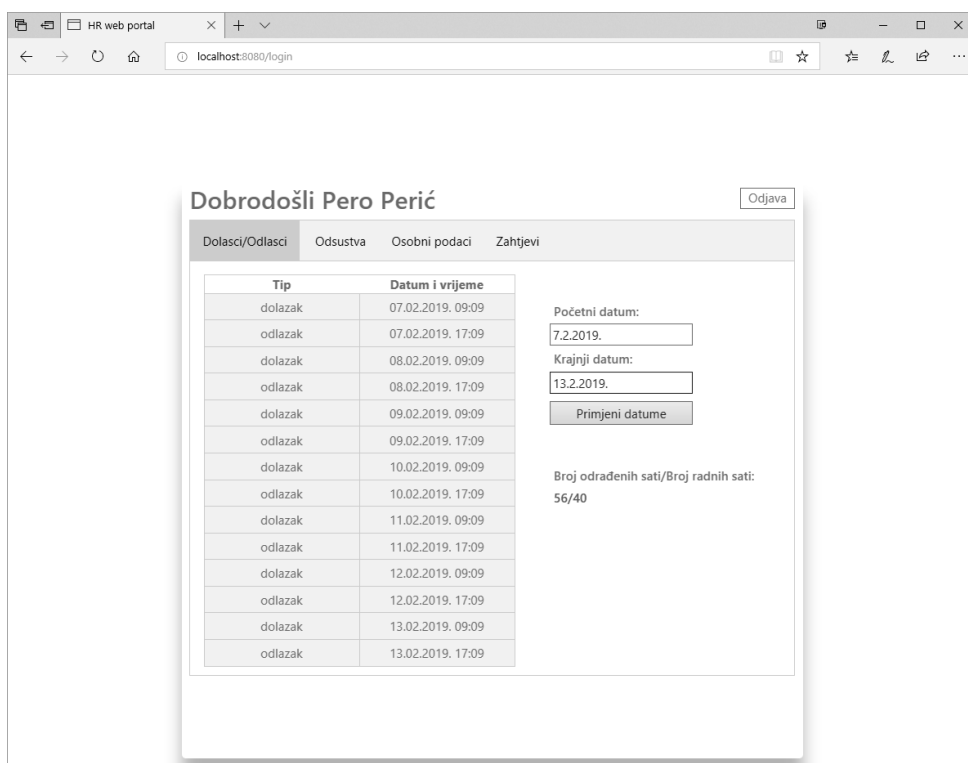 HR web portal
localhost:8080/login
Dobrodošli Pero Perić
Odjava
Dolasci/Odlasci Odsustva Osobni podaci Zahtjevi
Tip Datum i vrijeme
dolazak 07.02.2019. 09:09
odlazak 07.02.2019. 17:09
dolazak 08.02.2019. 09:09
odlazak 08.02.2019. 17:09
dolazak 09.02.2019. 09:09
odlazak 09.02.2019. 17:09
dolazak 10.02.2019. 09:09
odlazak 10.02.2019. 17:09
dolazak 11.02.2019. 09:09
odlazak 11.02.2019. 17:09
dolazak 12.02.2019. 09:09
odlazak 12.02.2019. 17:09
dolazak 13.02.2019. 09:09
odlazak 13.02.2019. 17:09
Početni datum:
7.2.2019.
Krajnji datum:
13.2.2019.
Primjeni datume
Broj odrađenih sati/Broj radnih sati:
56/40